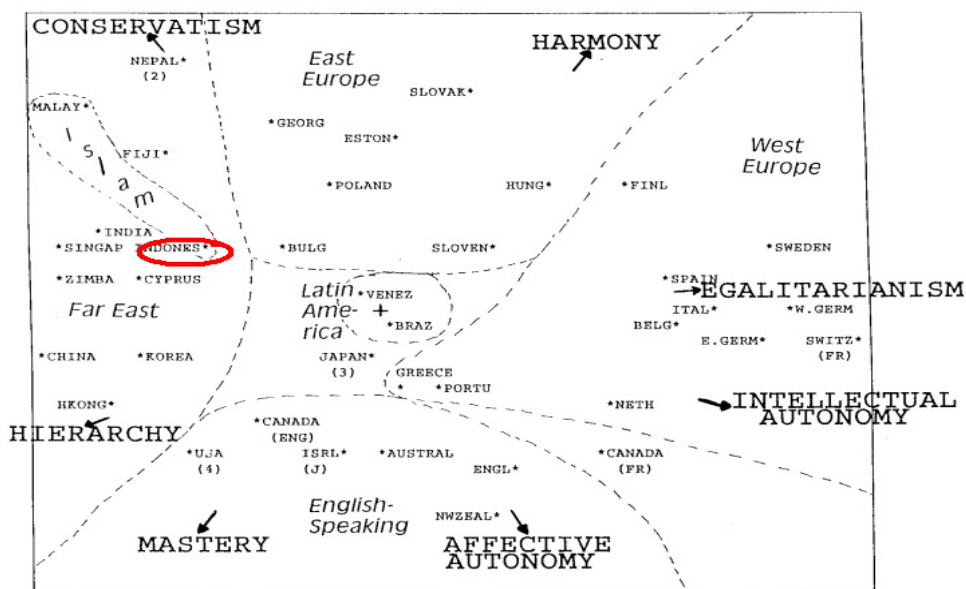 CONSERVATISM
NEPAL*
(2)
East
Europe
HARMONY
SLOVAK*
MALAY*
*GEORG
ESTON*
Islam
FIJI*
West
Europe
*POLAND
HUNG*
*FINL
*INDIA
*SINGAP
INDONES*
*BULG
SLOVEN*
*SWEDEN
*ZIMBA
*CYPRUS
Latin
Ame-
rica
*VENEZ
+
*BRAZ
*SPAIN
EGALITARIANISM
Far East
ITAL*
*W.GERM
BELG*
E.GERM*
SWITZ*
(FR)
*CHINA
*KOREA
JAPAN*
(3)
GREECE
*
*PORTU
HKONG*
*NETH
INTELLECTUAL
AUTONOMY
HIERARCHY
*CANADA
(ENG)
*USA
(4)
ISRL*
(J)
*AUSTRAL
ENGL*
*CANADA
(FR)
English-
Speaking
NWZEAL*
MASTERY
AFFECTIVE
AUTONOMY